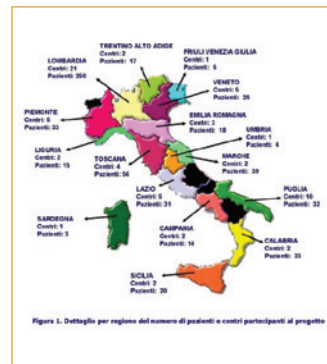 TRENTINO ALTO ADIGE
Centri: 2
Pazienti: 17
FRIULI VENEZIA GIULIA
Centri: 1
Pazienti: 5
LOMBARDIA
Centri: 21
Pazienti: 250
VENETO
Centri: 5
Pazienti: 26
PIEMONTE
Centri: 5
Pazienti: 33
EMILIA ROMAGNA
Centri: 3
Pazienti: 18
UMBRIA
Centri: 1
Pazienti: 6
LIGURIA
Centri: 2
Pazienti: 15
TOSCANA
Centri: 4
Pazienti: 56
MARCHE
Centri: 2
Pazienti: 30
LAZIO
Centri: 5
Pazienti: 31
PUGLIA
Centri: 10
Pazienti: 32
SARDEGNA
Centri: 1
Pazienti: 3
CAMPANIA
Centri: 2
Pazienti: 14
CALABRIA
Centri: 2
Pazienti: 33
SICILIA
Centri: 2
Pazienti: 20
Figura 1. Dettaglio per regione del numero di pazienti e centri partecipanti al progetto